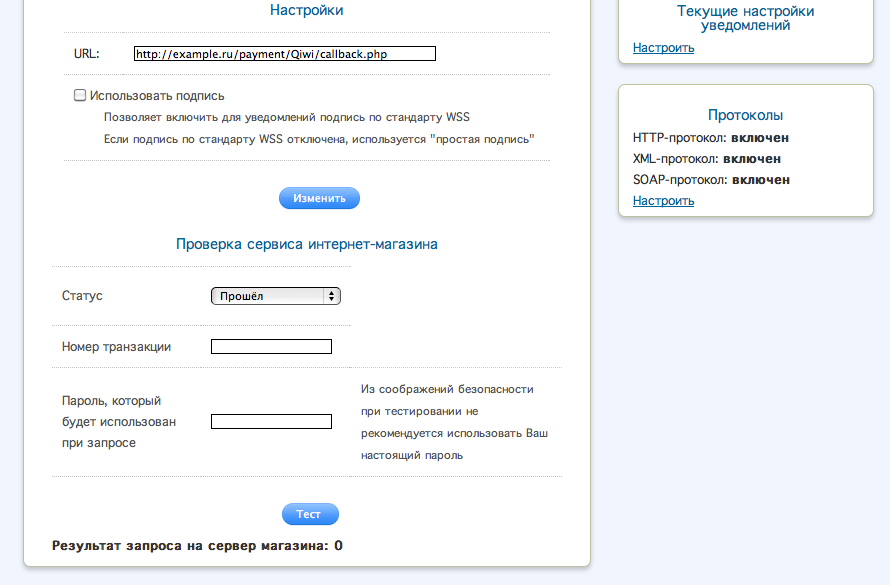 Настройки
URL: http://example.ru/payment/Qiwi/callback.php
Использовать подпись
Позволяет включить для уведомлений подпись по стандарту WSS
Если подпись по стандарту WSS отключена, используется "простая подпись"
Изменить
Проверка сервиса интернет-магазина
Статус Прошёл
Номер транзакции
Пароль, который
будет использован
при запросе
Из соображений безопасности
при тестировании не
рекомендуется использовать Ваш
настоящий пароль
Тест
Результат запроса на сервер магазина: 0
Текущие настройки
уведомлений
Настроить
Протоколы
HTTP-протокол: включен
XML-протокол: включен
SOAP-протокол: включен
Настроить